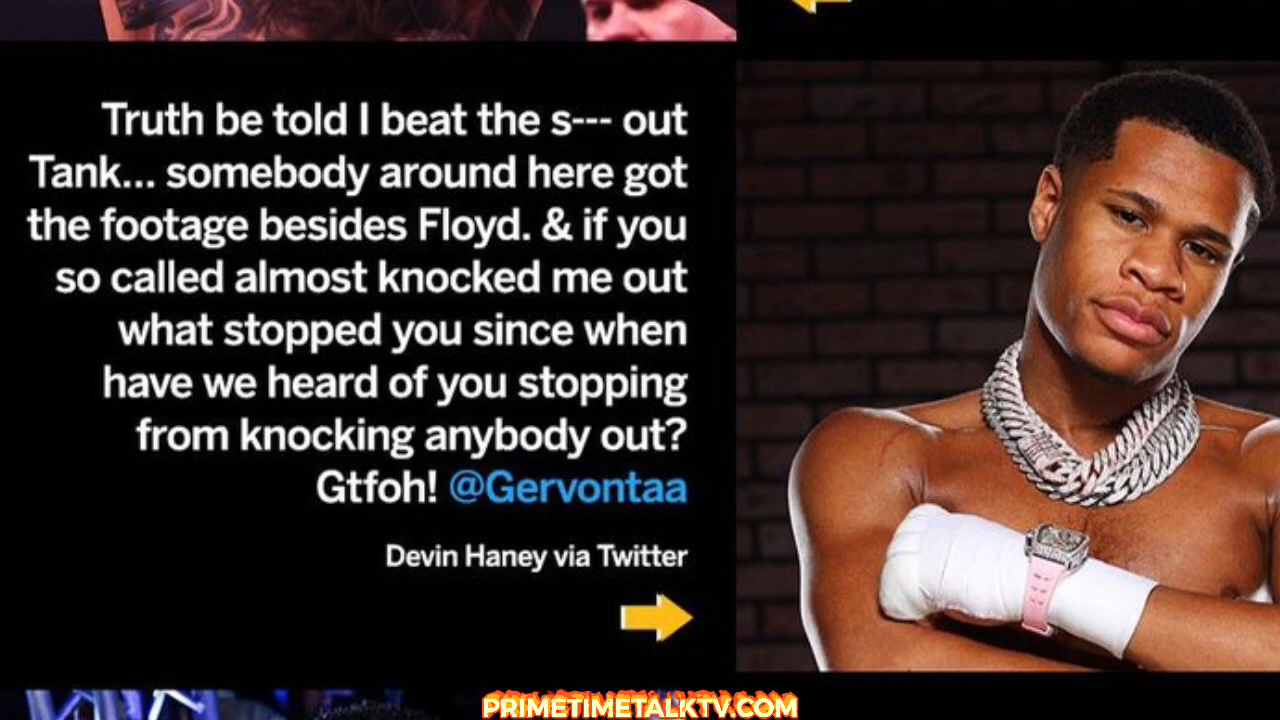 Truth be told I beat the s--- out
Tank... somebody around here got
the footage besides Floyd. & if you
so called almost knocked me out
what stopped you since when
have we heard of you stopping
from knocking anybody out?
Gtfoh! @Gervontaa
Devin Haney via Twitter
PRIMETIMETALKTV.COM